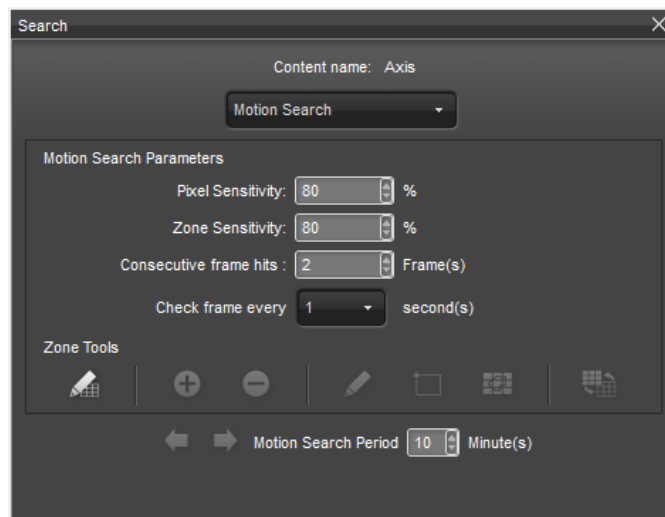 Search
Content name: Axis
Motion Search
Motion Search Parameters
Pixel Sensitivity: 80 %
Zone Sensitivity: 80 %
Consecutive frame hits : 2 Frame(s)
Check frame every 1 second(s)
Zone Tools
Motion Search Period 10 Minute(s)